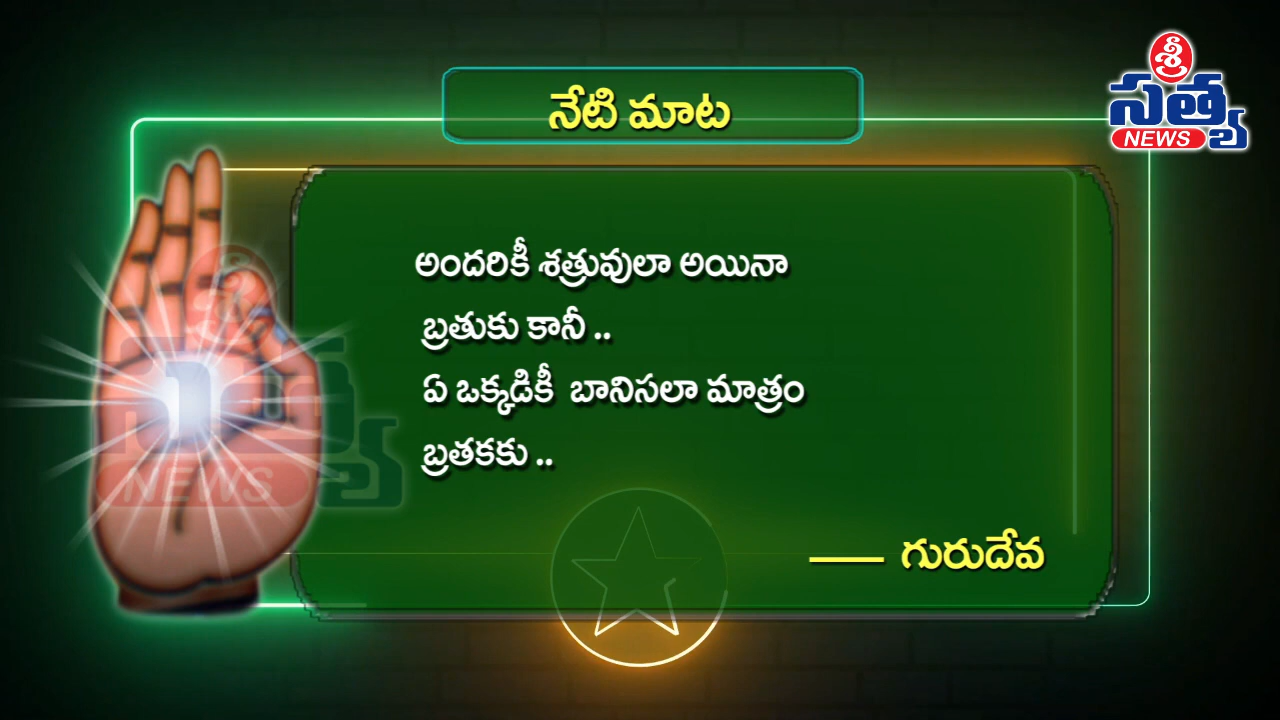 నేటి మాట
శ్రీ
సత్య
NEWS
అందరికీ శత్రువులా అయినా
బ్రతుకు కానీ ..
ఏ ఒక్కడికీ బానిసలా మాత్రం
బ్రతకకు ..
—— గురుదేవ